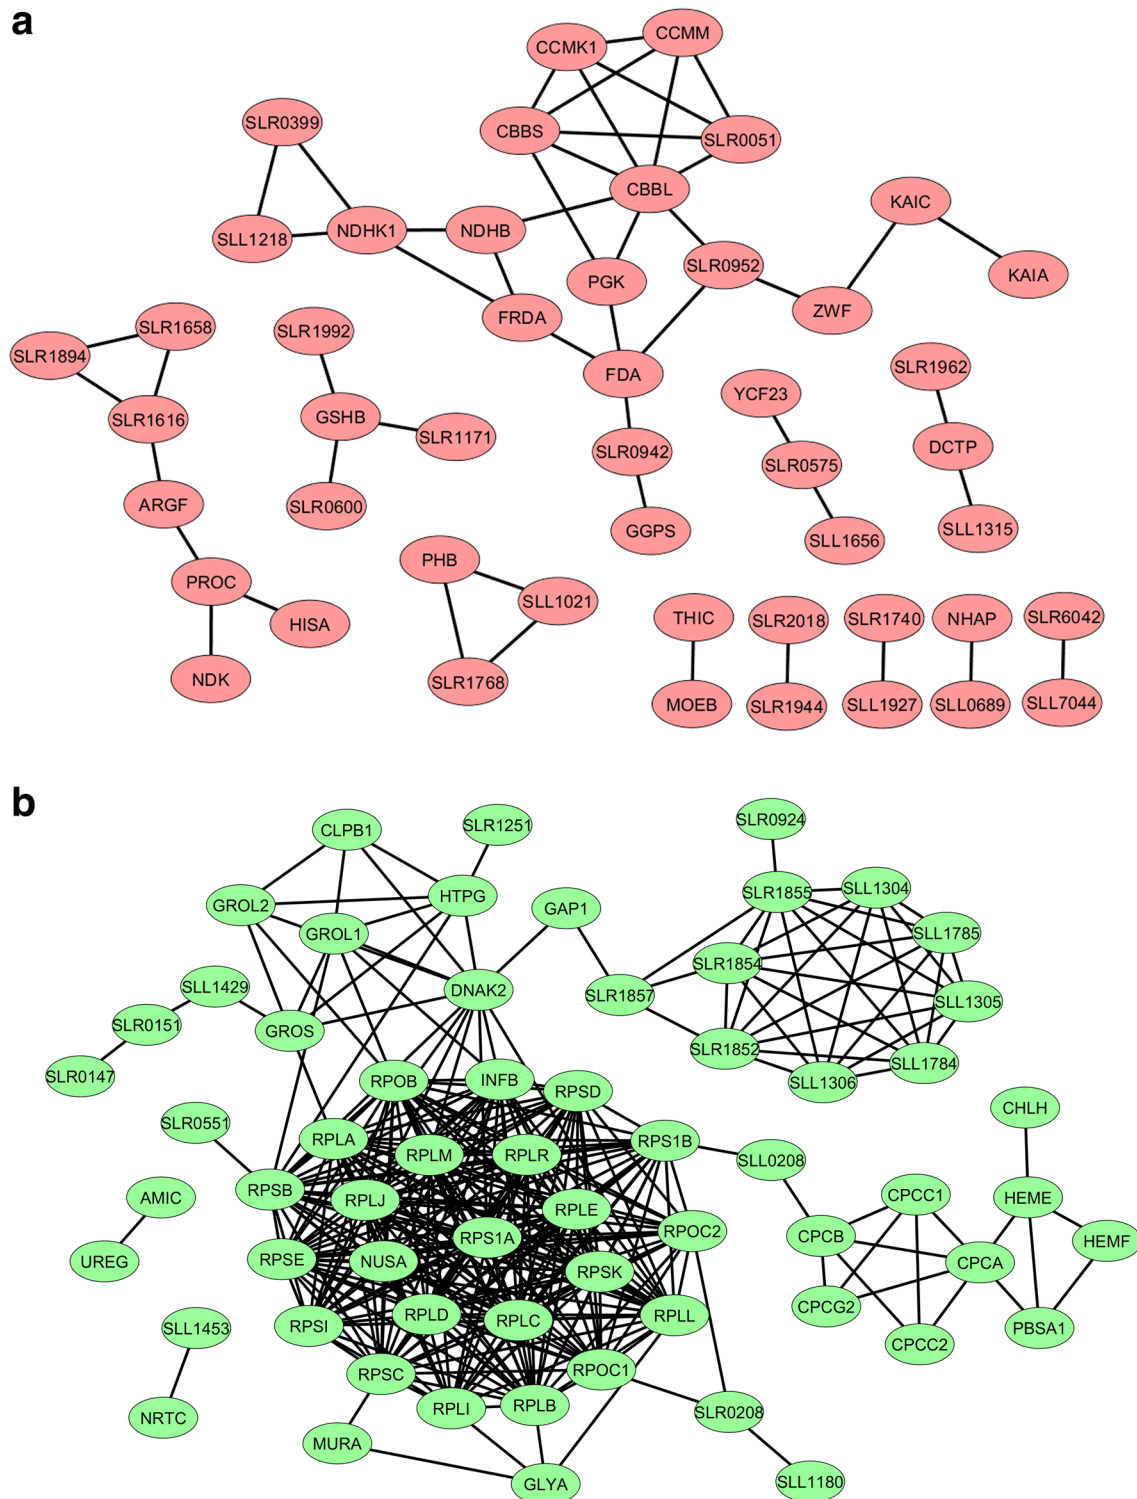 a
CCMK1
CCMM
SLR0399
CBBS
SLR0051
CBBL
KAIC
SLL1218
NDHK1
NDHB
SLR0952
KAIA
PGK
ZWF
FRDA
SLR1658
SLR1992
SLR1894
FDA
SLR1962
YCF23
GSHB
SLR1616
SLR1171
SLR0942
DCTP
SLR0575
ARGF
SLR0600
GGPS
SLL1656
SLL1315
PHB
PROC
SLL1021
HISA
THIC
SLR2018
SLR1740
NHAP
SLR6042
NDK
SLR1768
MOEB
SLR1944
SLL1927
SLL0689
SLL7044
b
CLPB1
SLR1251
SLR0924
GROL2
HTPG
SLR1855
SLL1304
GAP1
GROL1
SLL1785
SLR1854
SLL1429
DNAK2
SLR1857
SLL1305
SLR0151
GROS
SLR1852
SLL1784
SLR0147
RPOB
INFB
RPSD
SLL1306
CHLH
SLR0551
RPLA
RPLM
RPLR
RPS1B
SLL0208
AMIC
RPSB
RPLJ
RPLE
CPCC1
HEME
RPS1A
RPOC2
CPCB
HEMF
UREG
RPSE
NUSA
RPSK
CPCA
CPCG2
SLL1453
RPSI
RPLD
RPLC
RPLL
CPCC2
PBSA1
RPSC
RPOC1
NRTC
RPLI
RPLB
SLR0208
MURA
GLYA
SLL1180